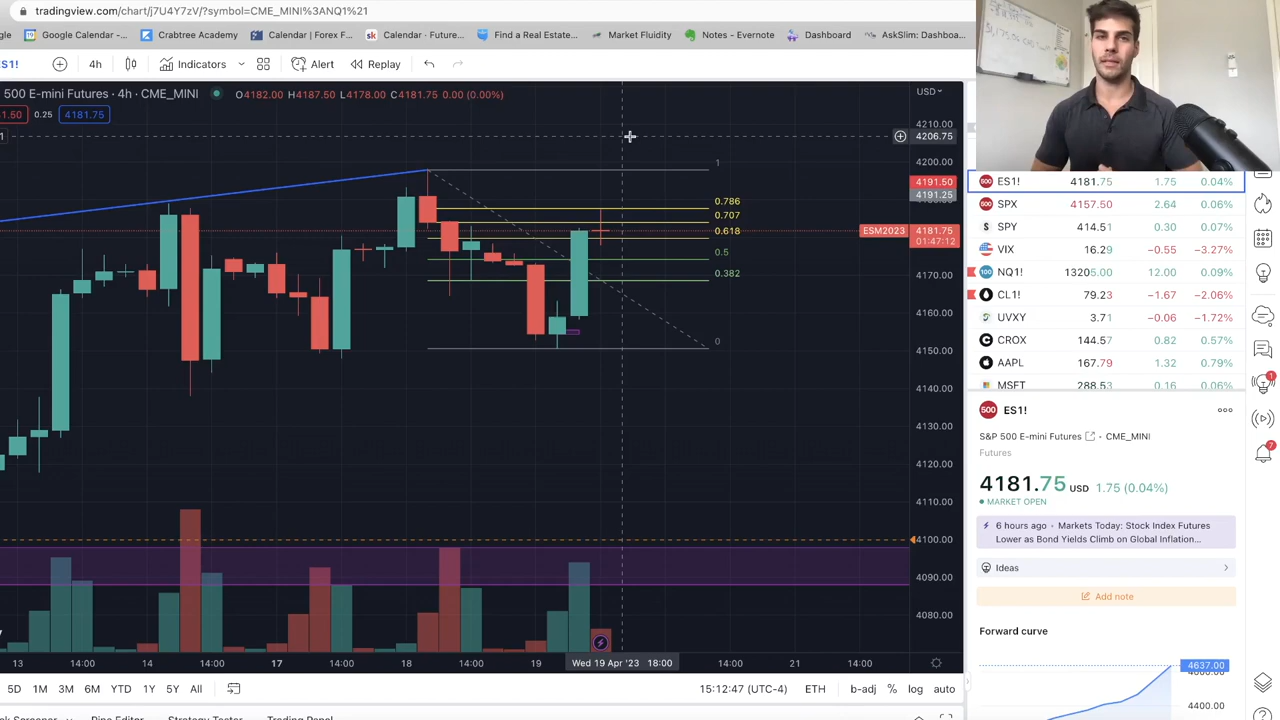 tradingview.com/chart/j7U4Y7zV/?symbol=CME_MINI%3ANQ1%21
gle Google Calendar -... Crabtree Academy Calendar | Forex F... Calendar · Future... Find a Real Estate... Market Fluidity Notes - Evernote Dashboard AskSlim: Dashboa...
ES1! 4h Indicators Alert Replay
500 E-mini Futures · 4h · CME_MINI O4182.00 H4187.50 L4178.00 C4181.75 0.00 (0.00%) USD
0.25 4181.75
4210.00
4206.75
4200.00
1
4191.50
4191.25
0.786
0.707
0.618
ESM2023 4181.75
01:47:12
0.5
0.382
4170.00
4160.00
0
4150.00
4140.00
4130.00
4120.00
4110.00
4100.00
4090.00
4080.00
13 14:00 14 14:00 17 14:00 18 14:00 19 Wed 19 Apr '23 18:00 14:00 21 14:00
5D 1M 3M 6M YTD 1Y 5Y All 15:12:47 (UTC-4) ETH b-adj % log auto
k Screener Pine Editor Strategy Tester Trading Panel
500 ES1! 4181.75 1.75 0.04%
500 SPX 4157.50 2.64 0.06%
SPY 414.51 0.30 0.07%
VIX 16.29 −0.55 −3.27%
100 NQ1! 13205.00 12.00 0.09%
CL1! 79.23 −1.67 −2.06%
UVXY 3.71 −0.06 −1.72%
CROX 144.57 0.82 0.57%
AAPL 167.79 1.32 0.79%
MSFT 288.53 0.16 0.06%
500 ES1!
S&P 500 E-mini Futures · CME_MINI
Futures
4181.75 USD 1.75 (0.04%)
MARKET OPEN
6 hours ago · Markets Today: Stock Index Futures
Lower as Bond Yields Climb on Global Inflation...
Ideas
Add note
Forward curve
4637.00
4400.00
1
7